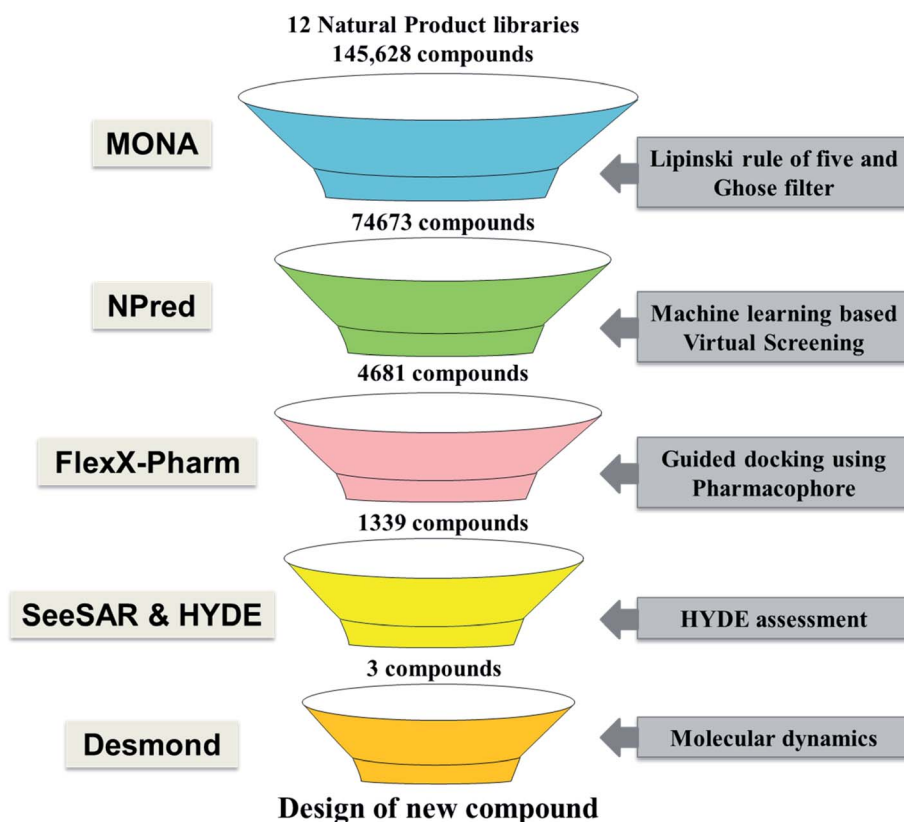 12 Natural Product libraries
145,628 compounds
MONA
Lipinski rule of five and
Ghose filter
74673 compounds
NPred
Machine learning based
Virtual Screening
4681 compounds
FlexX-Pharm
Guided docking using
Pharmacophore
1339 compounds
SeeSAR & HYDE
HYDE assessment
3 compounds
Desmond
Molecular dynamics
Design of new compound